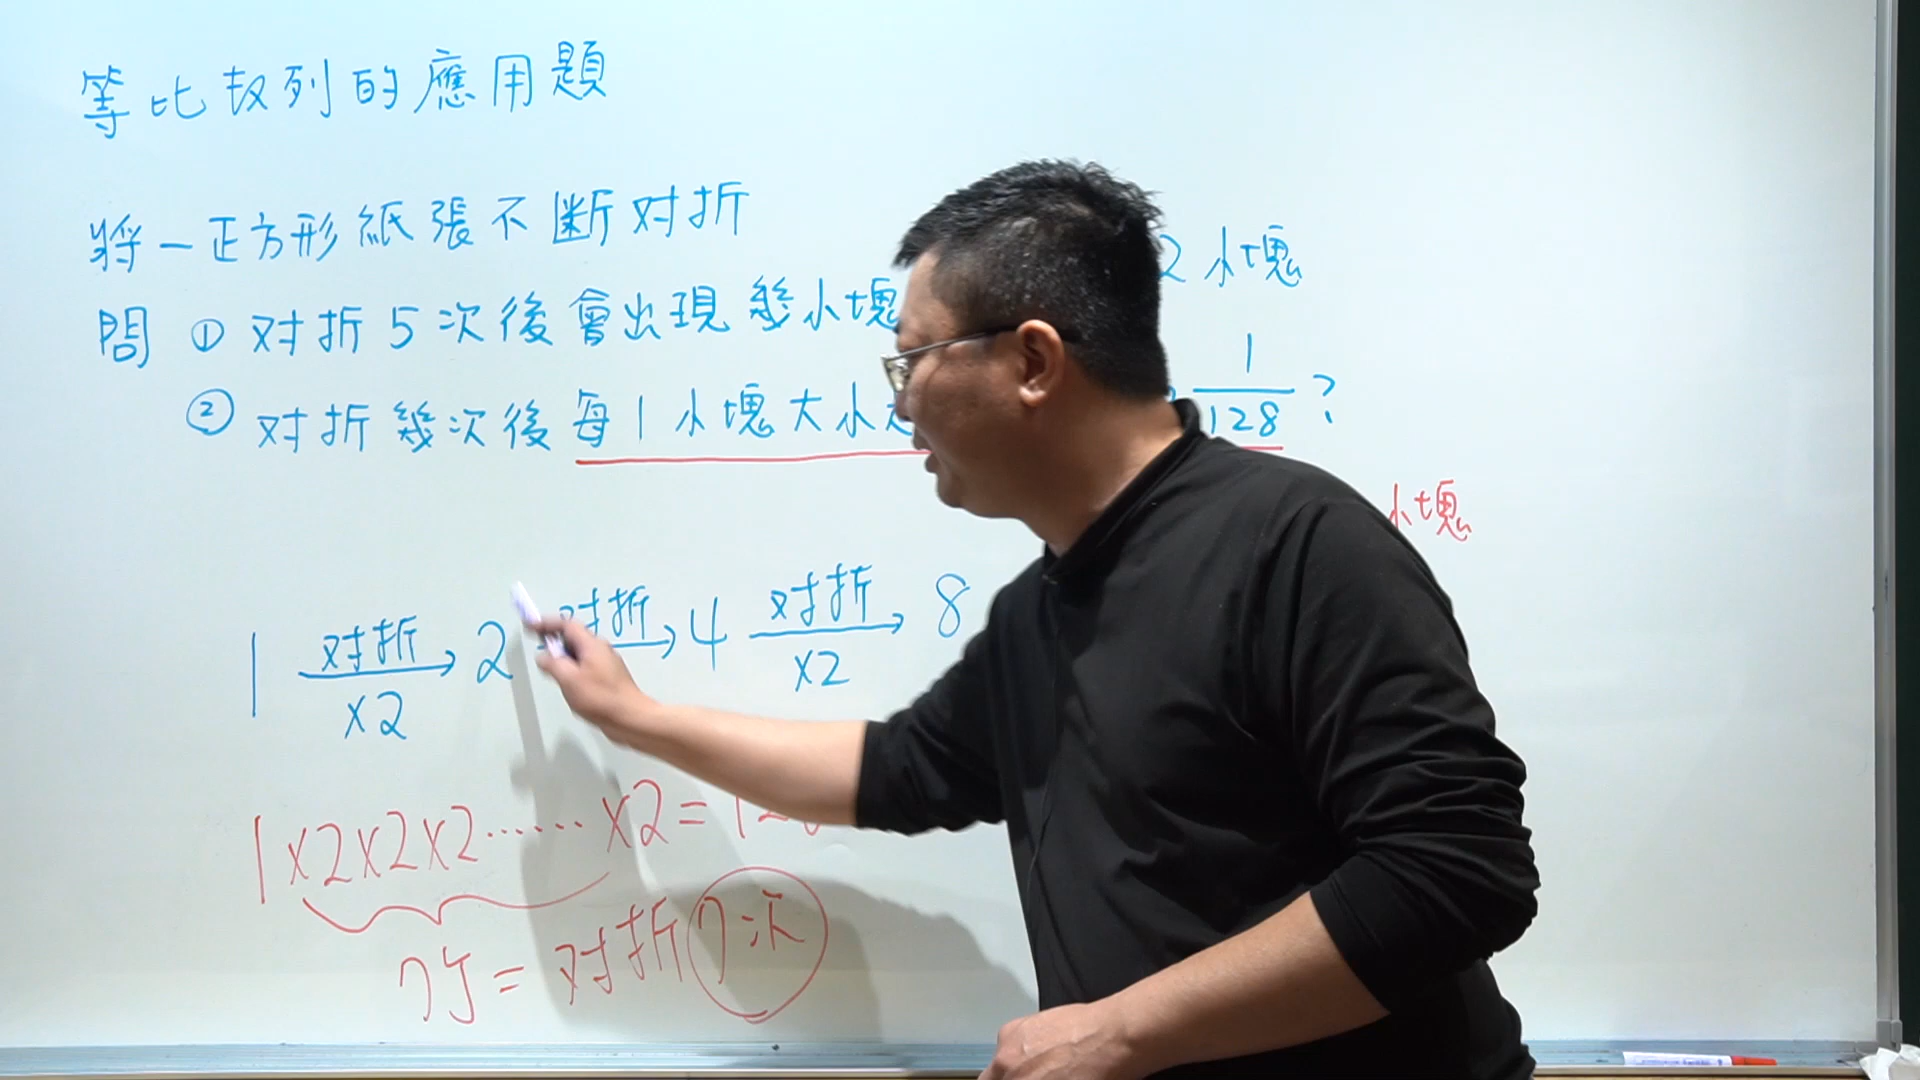 等比数列的應用題
將一正方形紙張不斷对折
問 ① 对折5次後會出現幾小塊 2小塊
② 对折幾次後每1小塊大小 1/128 ?
小塊
1 对折 ×2 → 2 对折 → 4 对折 ×2 → 8
1×2×2×2……×2=12
7个=对折7次